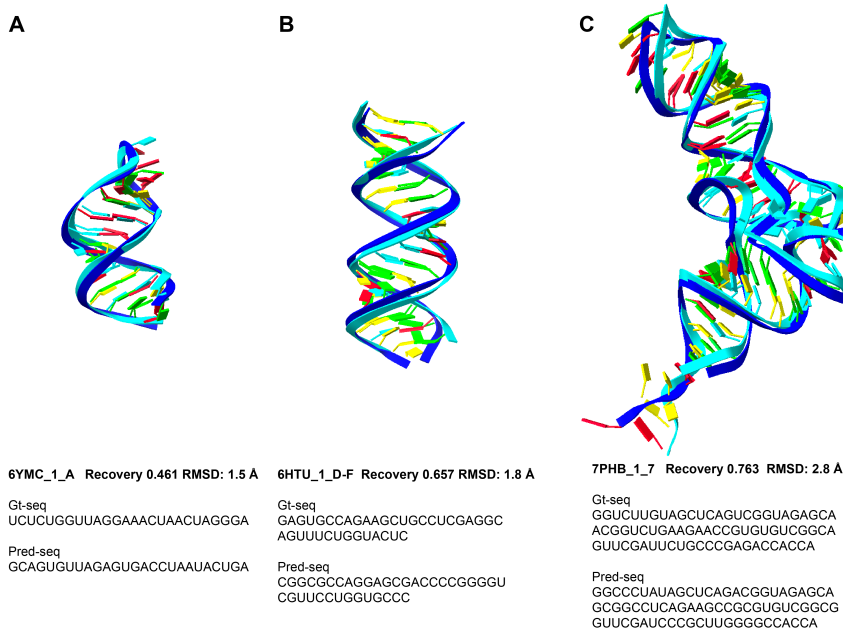 A
B
C
6YMC_1_A Recovery 0.461 RMSD: 1.5 Å
Gt-seq
UCUCUGGUUAGGAAACUAACUAGGGA
Pred-seq
GCAGUGUUAGAGUGACCUAAUACUGA
6HTU_1_D-F Recovery 0.657 RMSD: 1.8 Å
Gt-seq
GAGUGCCAGAAGCUGCCUCGAGGC
AGUUUCUGGUACUC
Pred-seq
CGGCGCCAGGAGCGACCCCGGGGU
CGUUCCUGGUGCCC
7PHB_1_7 Recovery 0.763 RMSD: 2.8 Å
Gt-seq
GGUCUUGUAGCUCAGUCGGUAGAGCA
ACGGUCUGAAGAACCGUGUGUCGGCA
GUUCGAUUCUGCCCGAGACCACCA
Pred-seq
GGCCCUAUAGCUCAGACGGUAGAGCA
GCGGCCUCAGAAGCCGCGUGUCGGCG
GUUCGAUCCCGCUUGGGGCCACCA